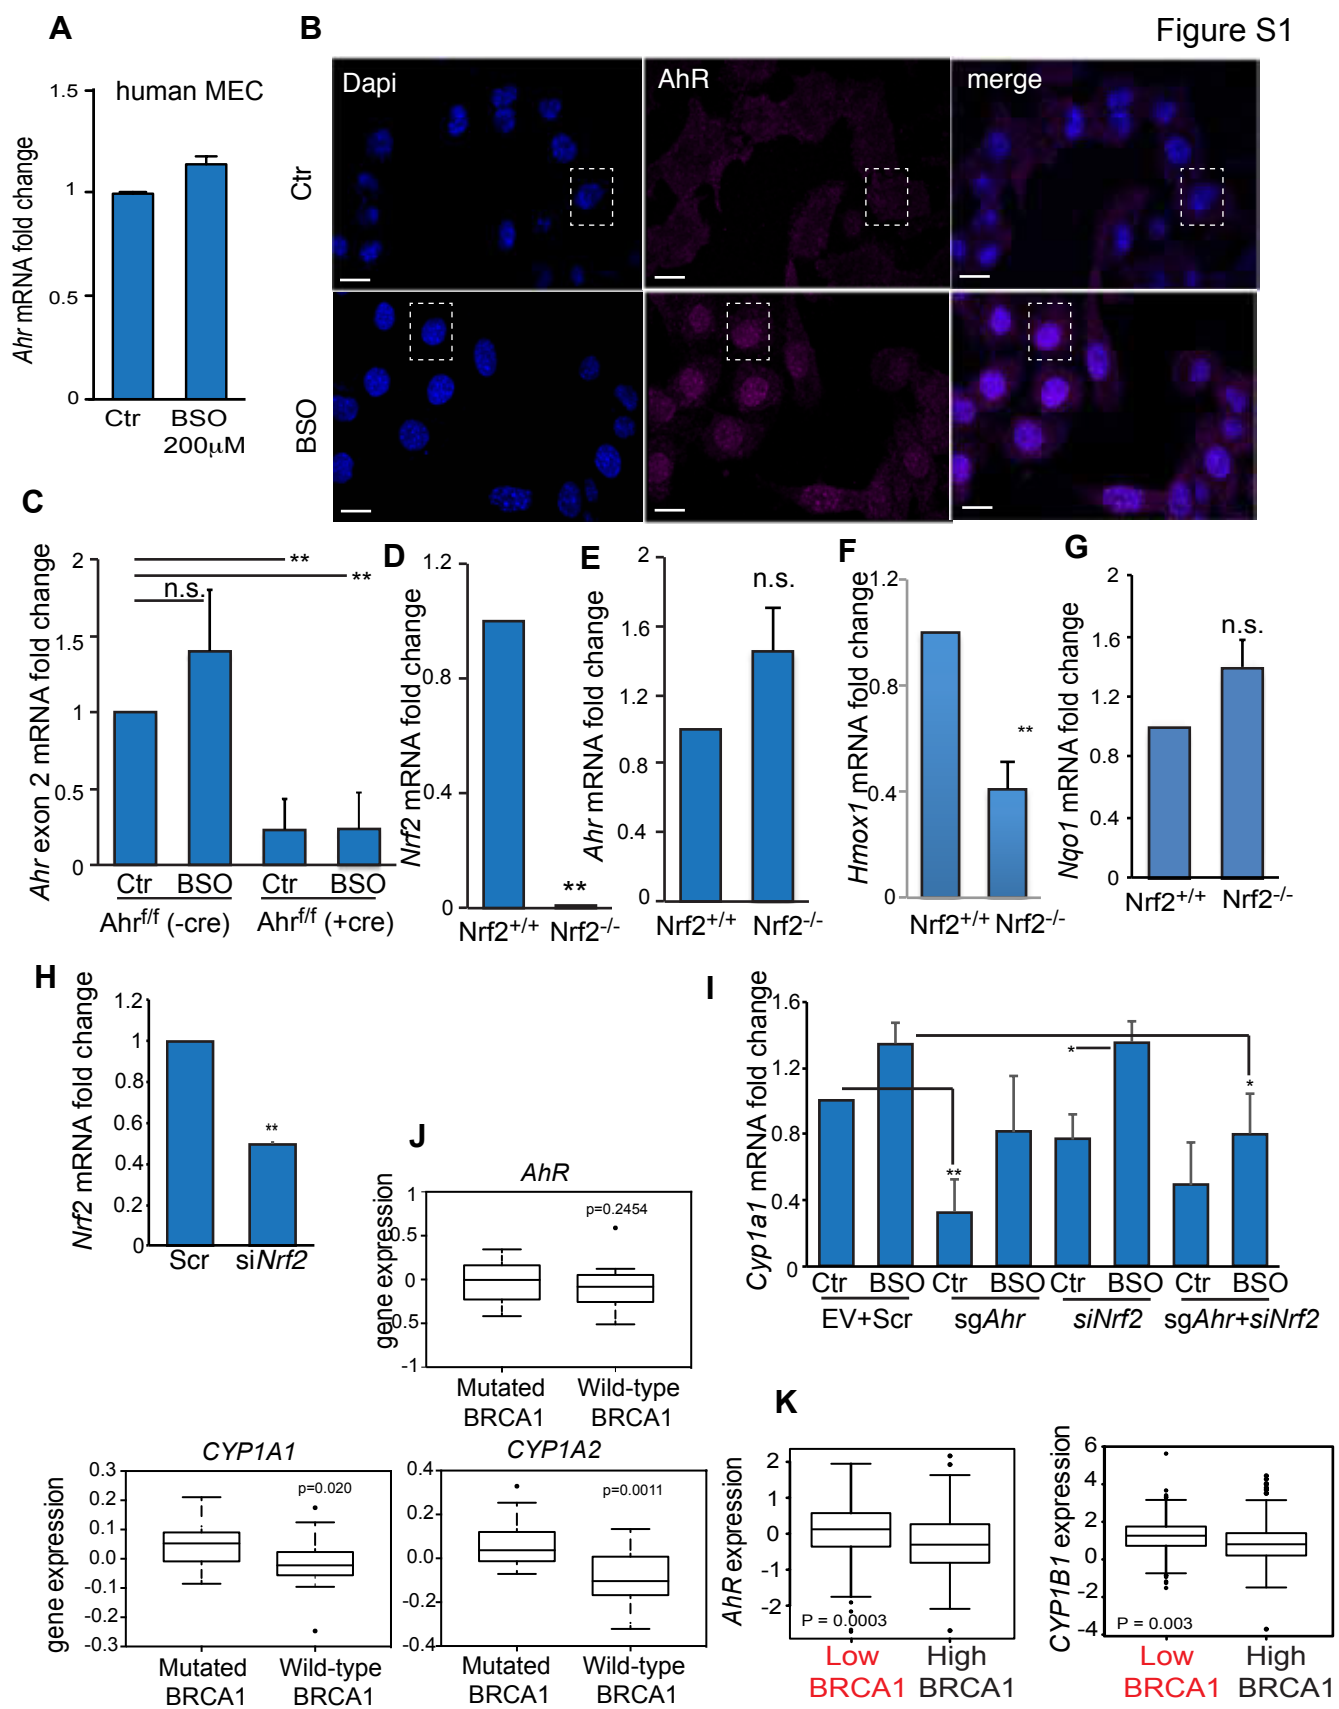 Figure S1
A
human MEC
Ahr mRNA fold change
1.5
1
0.5
0
Ctr
BSO
200µM
B
Dapi
AhR
merge
Ctr
BSO
C
Ahr exon 2 mRNA fold change
2
1.5
1
0.5
0
**
**
n.s.
Ctr BSO Ctr BSO
Ahrf/f (-cre) Ahrf/f (+cre)
D
Nrf2 mRNA fold change
1.2
0.8
0.4
0
**
Nrf2+/+ Nrf2-/-
E
Ahr mRNA fold change
2
1.6
1.2
0.8
0.4
0
n.s.
Nrf2+/+ Nrf2-/-
F
Hmox1 mRNA fold change
1.2
0.8
0.4
0
**
Nrf2+/+ Nrf2-/-
G
Nqo1 mRNA fold change
2
1.6
1.2
0.8
0.4
0
n.s.
Nrf2+/+ Nrf2-/-
H
Nrf2 mRNA fold change
1.2
1
0.8
0.6
0.4
0.2
0
**
Scr siNrf2
I
Cyp1a1 mRNA fold change
1.6
1.2
0.8
0.4
0
**
*
*
Ctr BSO Ctr BSO Ctr BSO Ctr BSO
EV+Scr sgAhr siNrf2 sgAhr+siNrf2
J
AhR
gene expression
1
0.5
0
-0.5
-1
p=0.2454
Mutated BRCA1
Wild-type BRCA1
CYP1A1
gene expression
0.3
0.2
0.1
0.0
-0.1
-0.2
-0.3
p=0.020
Mutated BRCA1
Wild-type BRCA1
CYP1A2
0.4
0.2
0.0
-0.2
-0.4
p=0.0011
Mutated BRCA1
Wild-type BRCA1
K
AhR expression
2
1
0
-1
-2
P = 0.0003
Low BRCA1
High BRCA1
CYP1B1 expression
6
4
2
0
-2
-4
P = 0.003
Low BRCA1
High BRCA1